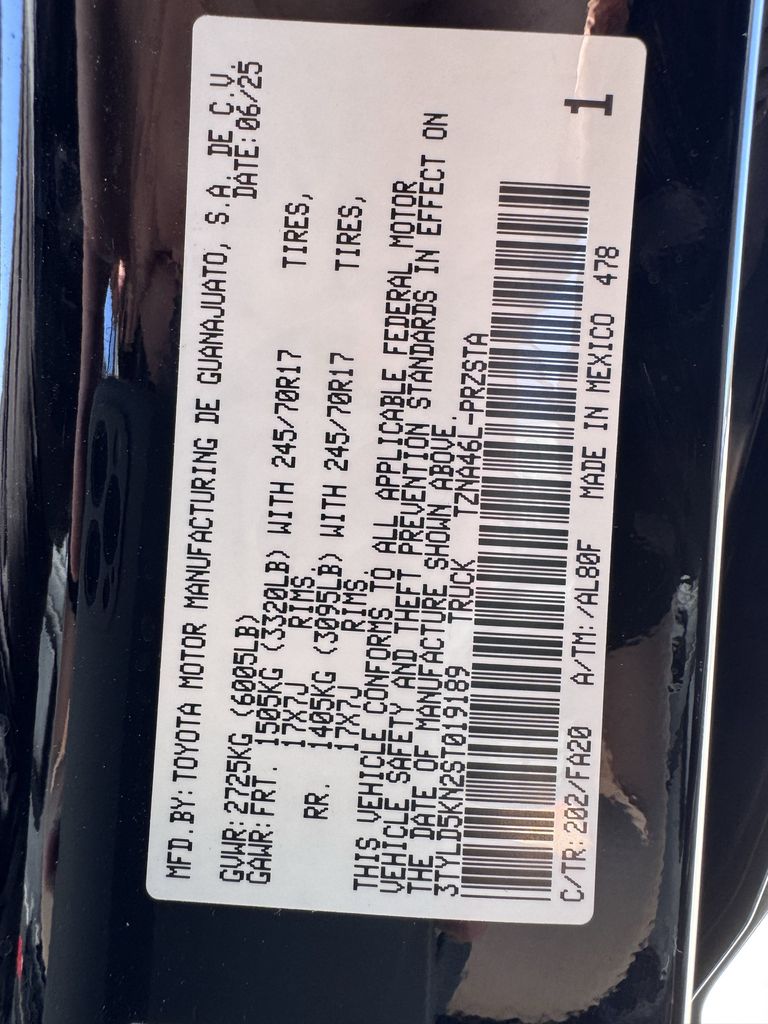 MFD.BY:TOYOTA MOTOR MANUFACTURING DE GUANAJUATO, S.A.DE C.V.
DATE:06/25
GVWR:2725KG (6005LB)
GAWR:FRT. 1505KG (3320LB) WITH 245/70R17 TIRES,
17X7J RIMS
RR. 1405KG (3095LB) WITH 245/70R17 TIRES,
17X7J RIMS
THIS VEHICLE CONFORMS TO ALL APPLICABLE FEDERAL MOTOR
VEHICLE SAFETY AND THEFT PREVENTION STANDARDS IN EFFECT ON
THE DATE OF MANUFACTURE SHOWN ABOVE.
3TYLD5KN2ST019189 TRUCK TZNA46L-PRZSTA
C/TR:202/FA20 A/TM:/AL80F MADE IN MEXICO 478
1